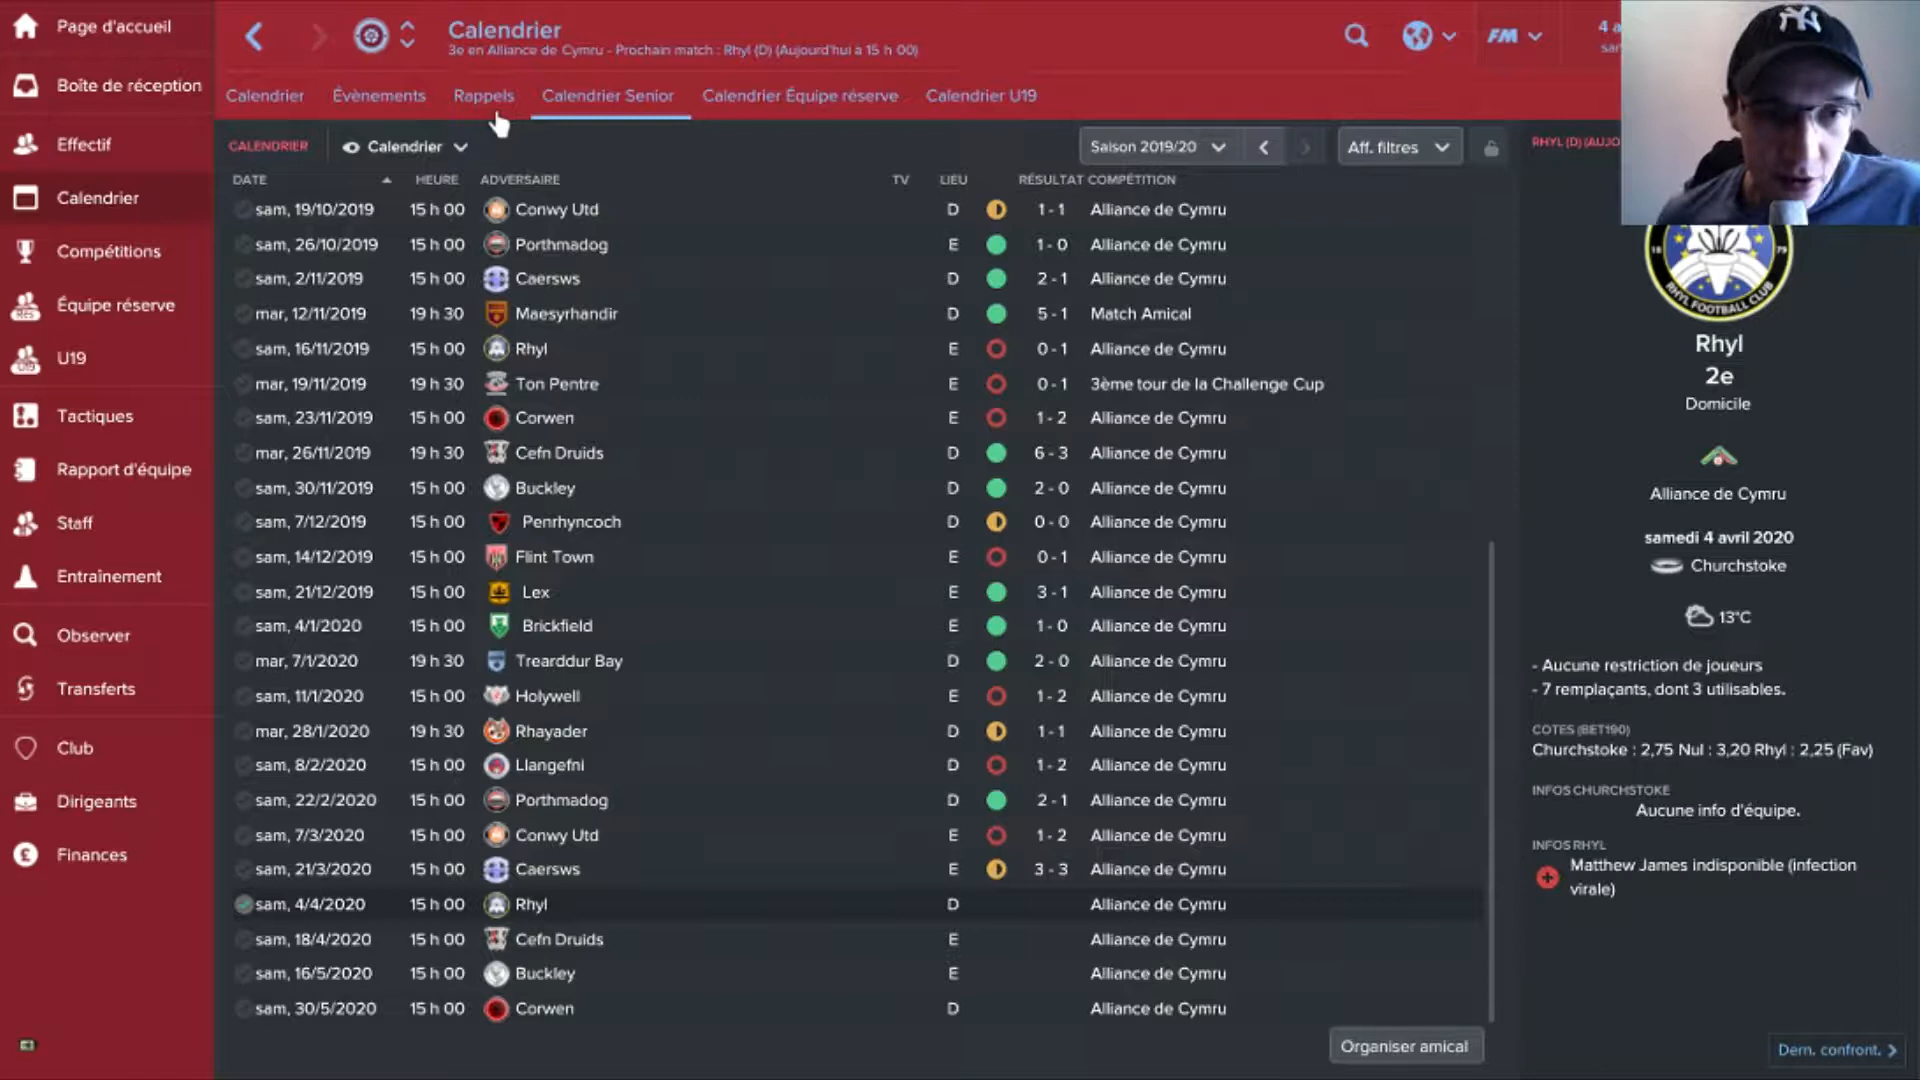 Page d'accueil
Boîte de réception
Effectif
Calendrier
Compétitions
Équipe réserve
U19
Tactiques
Rapport d'équipe
Staff
Entraînement
Observer
Transferts
Club
Dirigeants
Finances
Calendrier
3e en Alliance de Cymru - Prochain match : Rhyl (D) (Aujourd'hui à 15 h 00)
FM
4 a
sar
Calendrier Évènements Rappels Calendrier Senior Calendrier Équipe réserve Calendrier U19
CALENDRIER Calendrier Saison 2019/20 Aff. filtres
DATE HEURE ADVERSAIRE TV LIEU RÉSULTAT COMPÉTITION
sam, 19/10/2019 15 h 00 Conwy Utd D 1 - 1 Alliance de Cymru
sam, 26/10/2019 15 h 00 Porthmadog E 1 - 0 Alliance de Cymru
sam, 2/11/2019 15 h 00 Caersws D 2 - 1 Alliance de Cymru
mar, 12/11/2019 19 h 30 Maesyrhandir D 5 - 1 Match Amical
sam, 16/11/2019 15 h 00 Rhyl E 0 - 1 Alliance de Cymru
mar, 19/11/2019 19 h 30 Ton Pentre E 0 - 1 3ème tour de la Challenge Cup
sam, 23/11/2019 15 h 00 Corwen E 1 - 2 Alliance de Cymru
mar, 26/11/2019 19 h 30 Cefn Druids D 6 - 3 Alliance de Cymru
sam, 30/11/2019 15 h 00 Buckley D 2 - 0 Alliance de Cymru
sam, 7/12/2019 15 h 00 Penrhyncoch D 0 - 0 Alliance de Cymru
sam, 14/12/2019 15 h 00 Flint Town E 0 - 1 Alliance de Cymru
sam, 21/12/2019 15 h 00 Lex E 3 - 1 Alliance de Cymru
sam, 4/1/2020 15 h 00 Brickfield E 1 - 0 Alliance de Cymru
mar, 7/1/2020 19 h 30 Trearddur Bay D 2 - 0 Alliance de Cymru
sam, 11/1/2020 15 h 00 Holywell E 1 - 2 Alliance de Cymru
mar, 28/1/2020 19 h 30 Rhayader D 1 - 1 Alliance de Cymru
sam, 8/2/2020 15 h 00 Llangefni D 1 - 2 Alliance de Cymru
sam, 22/2/2020 15 h 00 Porthmadog D 2 - 1 Alliance de Cymru
sam, 7/3/2020 15 h 00 Conwy Utd E 1 - 2 Alliance de Cymru
sam, 21/3/2020 15 h 00 Caersws E 3 - 3 Alliance de Cymru
sam, 4/4/2020 15 h 00 Rhyl D Alliance de Cymru
sam, 18/4/2020 15 h 00 Cefn Druids E Alliance de Cymru
sam, 16/5/2020 15 h 00 Buckley E Alliance de Cymru
sam, 30/5/2020 15 h 00 Corwen D Alliance de Cymru
Organiser amical
RHYL (D) (AUJO
NY
18 79
RHYL FOOTBALL CLUB
Rhyl
2e
Domicile
Alliance de Cymru
samedi 4 avril 2020
Churchstoke
13°C
- Aucune restriction de joueurs
- 7 remplaçants, dont 3 utilisables.
COTES (BET190)
Churchstoke : 2,75 Nul : 3,20 Rhyl : 2,25 (Fav)
INFOS CHURCHSTOKE
Aucune info d'équipe.
INFOS RHYL
Matthew James indisponible (infection
virale)
Dern. confront.